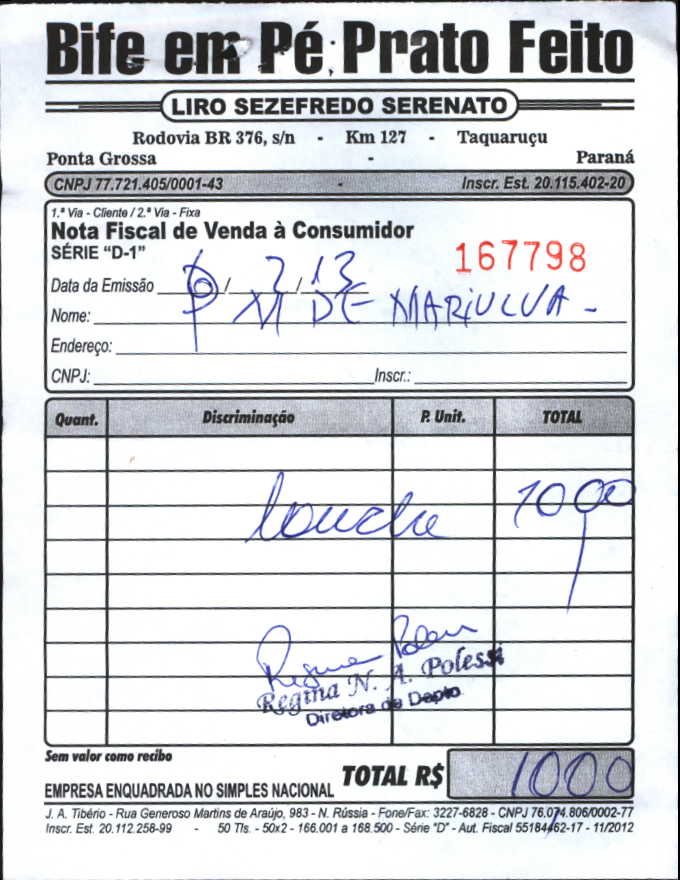 Bife em Pé Prato Feito
LIRO SEZEFREDO SERENATO
Rodovia BR 376, s/n - Km 127 - Taquaruçu
Ponta Grossa - Paraná
CNPJ 77.721.405/0001-43 - Inscr. Est. 20.115.402-20
1.ª Via - Cliente / 2.ª Via - Fixa
Nota Fiscal de Venda à Consumidor
SÉRIE "D-1"
167798
Data da Emissão / 2 / 13
Nome: M DE MARIULVA -
Endereço:
CNPJ: Inscr.:
Quant. Discriminação P. Unit. TOTAL
lanche 1000
Regina N. A. Polessi
Diretora de Depto
Sem valor como recibo
EMPRESA ENQUADRADA NO SIMPLES NACIONAL TOTAL R$ 1000
J. A. Tibério - Rua Generoso Martins de Araújo, 983 - N. Rússia - Fone/Fax: 3227-6828 - CNPJ 76.074.806/0002-77
Inscr. Est. 20.112.258-99 - 50 Tls. - 50x2 - 166.001 a 168.500 - Série "D" - Aut. Fiscal 55184462-17 - 11/2012